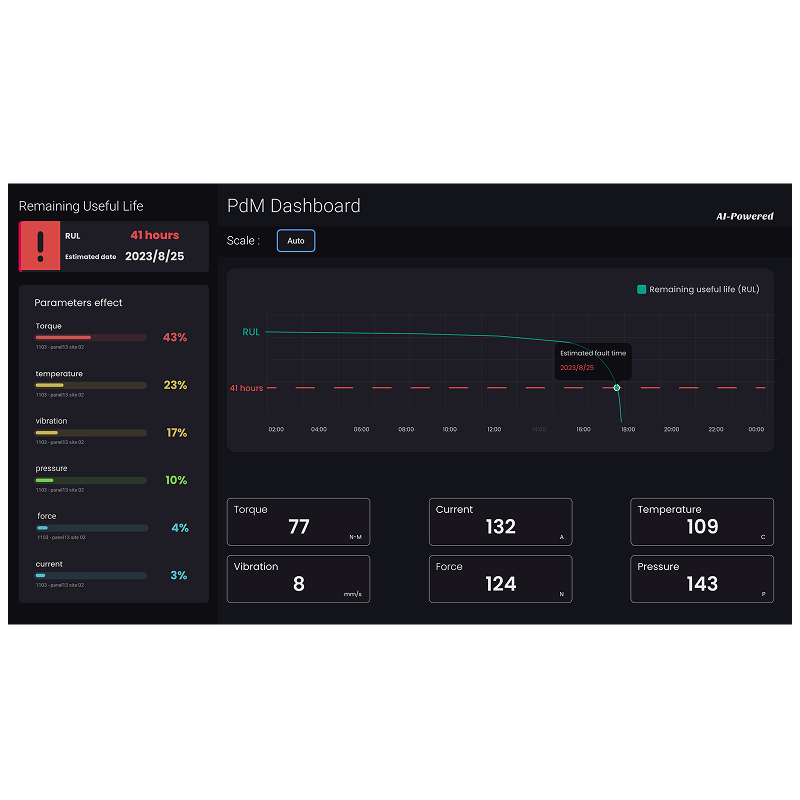 Remaining Useful Life
RUL 41 hours
Estimated date 2023/8/25
Parameters effect
Torque
43%
1103 - panel13 site 02
temperature
23%
1103 - panel13 site 02
vibration
17%
1103 - panel13 site 02
pressure
10%
1103 - panel13 site 02
force
4%
1103 - panel13 site 02
current
3%
1103 - panel13 site 02
PdM Dashboard
AI-Powered
Scale : Auto
Remaining useful life (RUL)
RUL
Estimated fault time
2023/8/25
41 hours
02:00 04:00 06:00 08:00 10:00 12:00 14:00 16:00 18:00 20:00 22:00 00:00
Torque
77
N-M
Current
132
A
Temperature
109
C
Vibration
8
mm/s
Force
124
N
Pressure
143
P